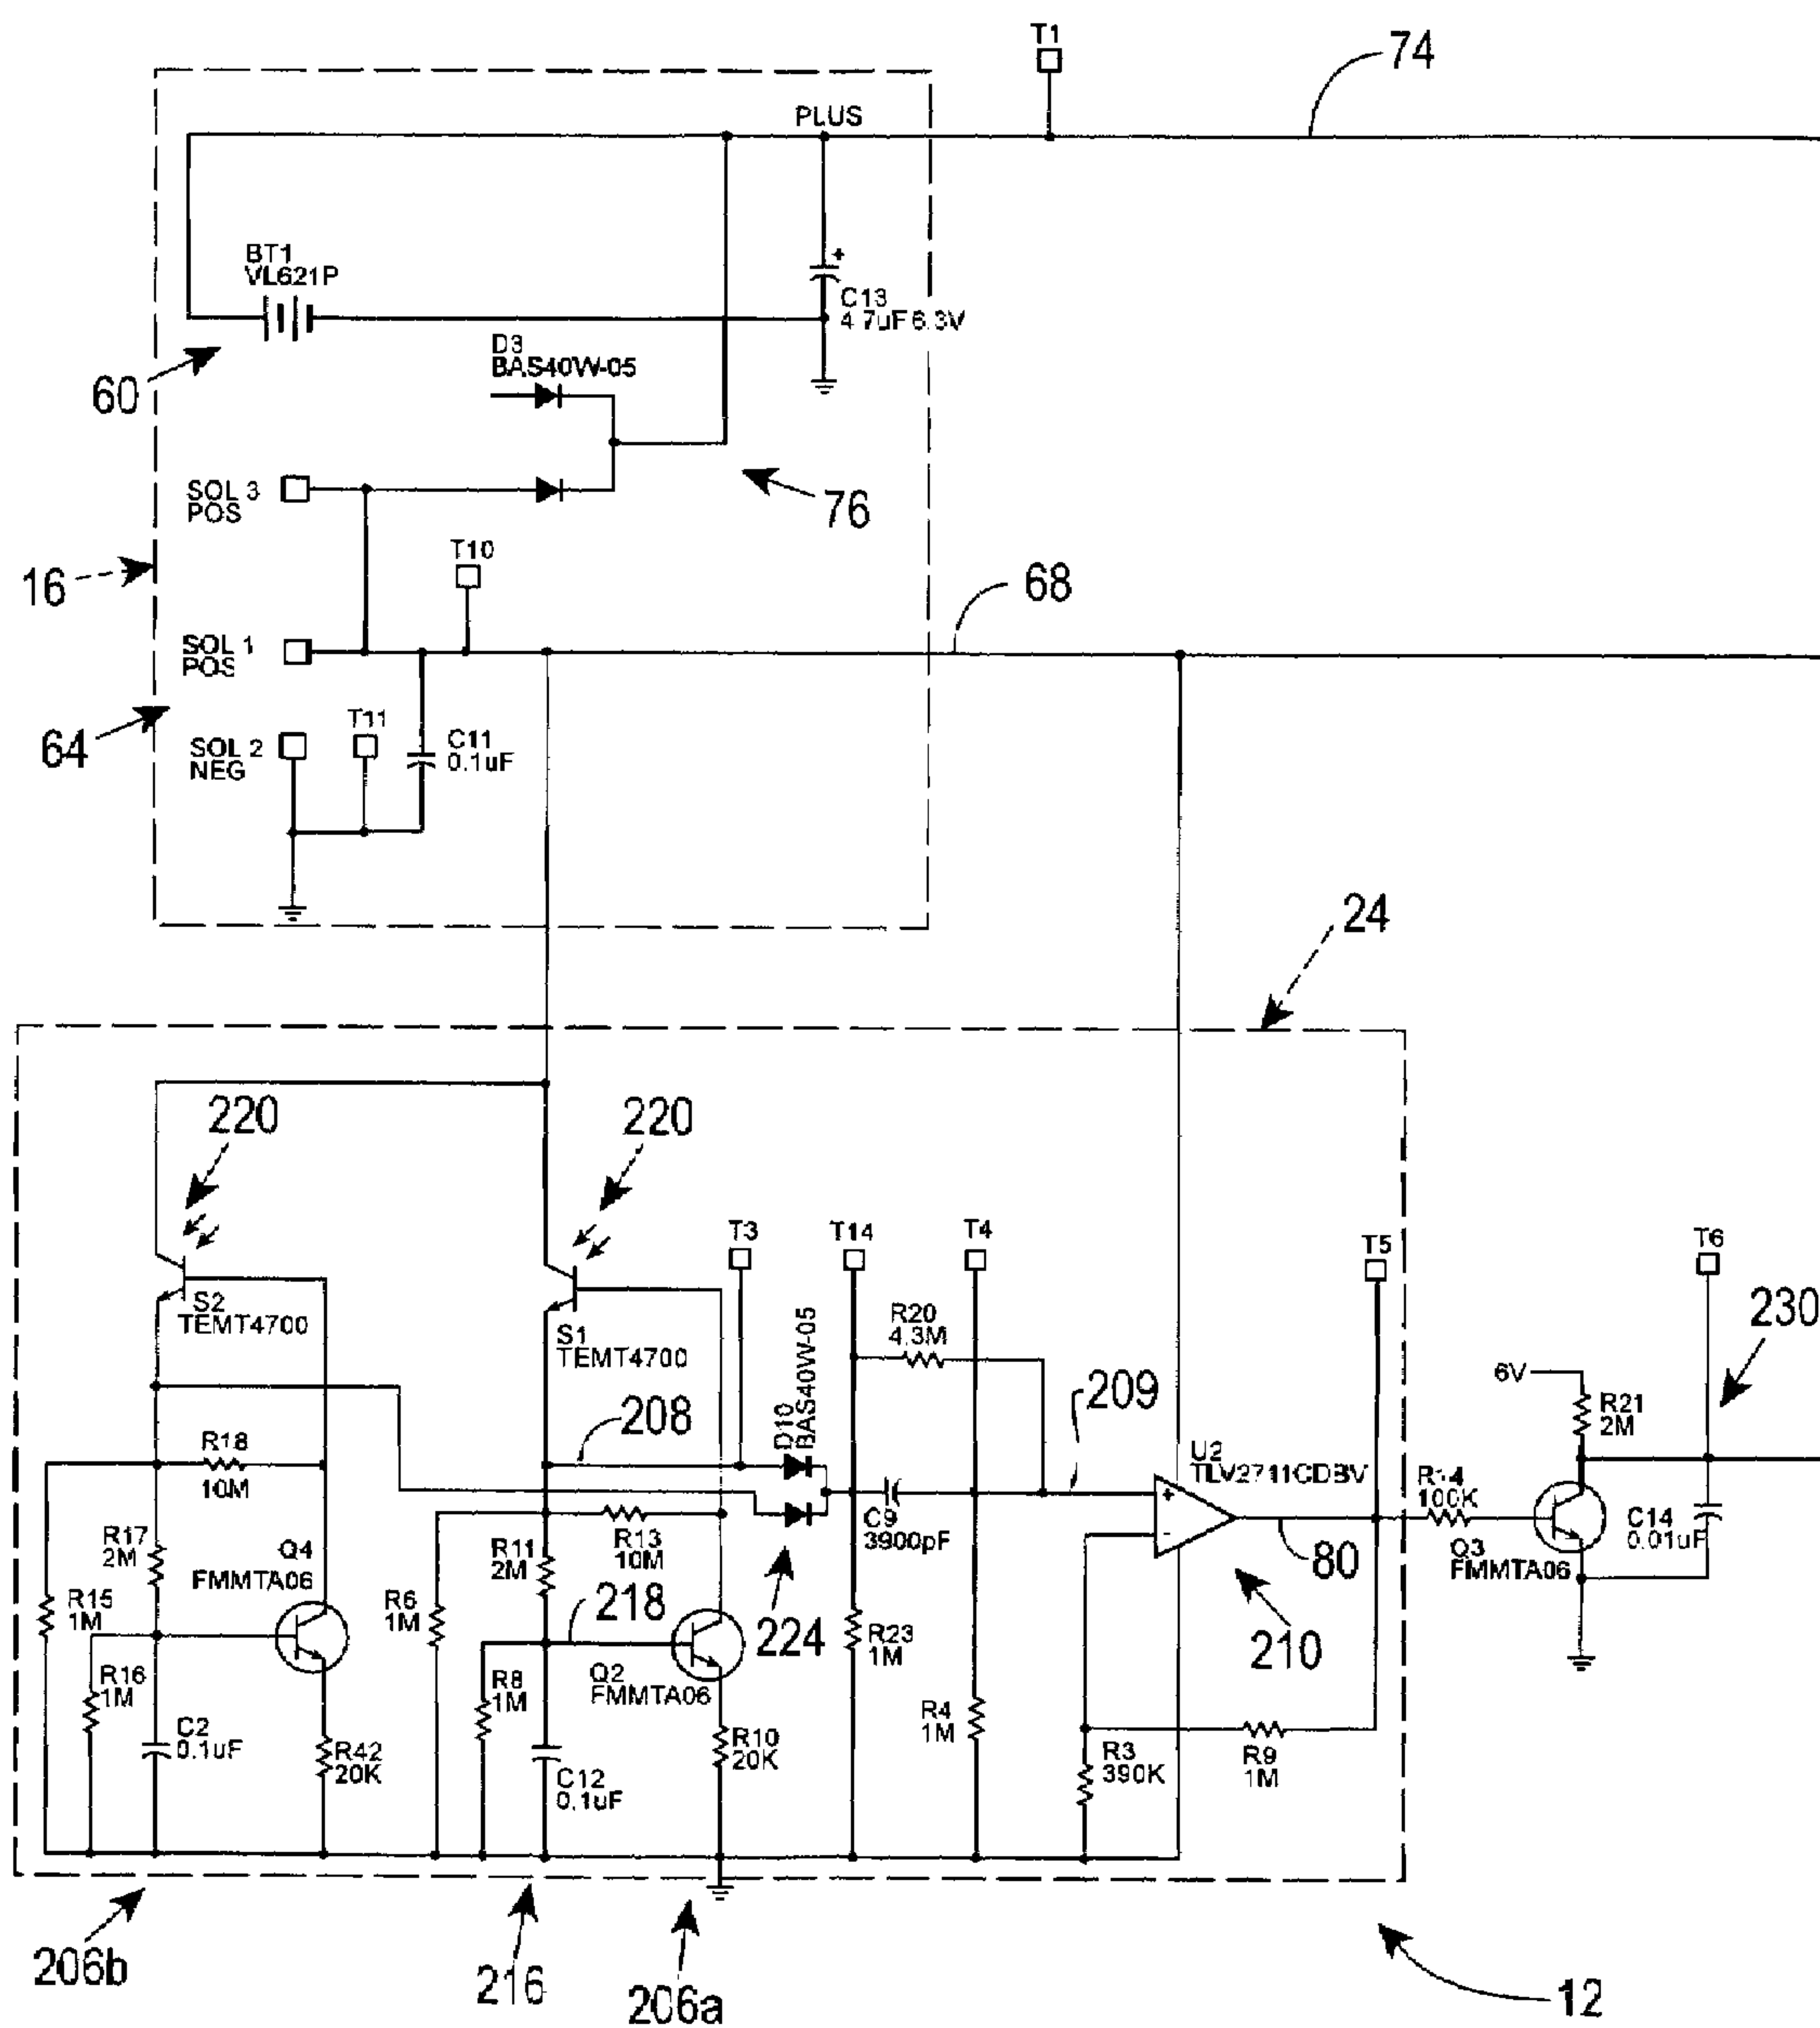 T1
74
PLUS
BT1
VL621P
C13
4.7uF 6.3V
60
D3
BAS40W-05
76
SOL 3
POS
16
T10
68
SOL 1
POS
64
T11
SOL 2
NEG
C11
0.1uF
24
220
220
T3
T14
T4
T5
T6
S2
TEMT4700
S1
TEMT4700
R20
4.3M
D10
BAS40W-05
230
6V
R21
2M
209
208
R18
10M
U2
TLV2711CDBV
R14
100K
C14
0.01uF
C9
3900pF
R13
10M
R17
2M
Q4
FMMTA06
R11
2M
80
Q3
FMMTA06
R15
1M
R6
1M
218
224
R23
1M
210
R16
1M
R8
1M
Q2
FMMTA06
R4
1M
C2
0.1uF
R42
20K
C12
0.1uF
R10
20K
R3
390K
R9
1M
206b
216
206a
12